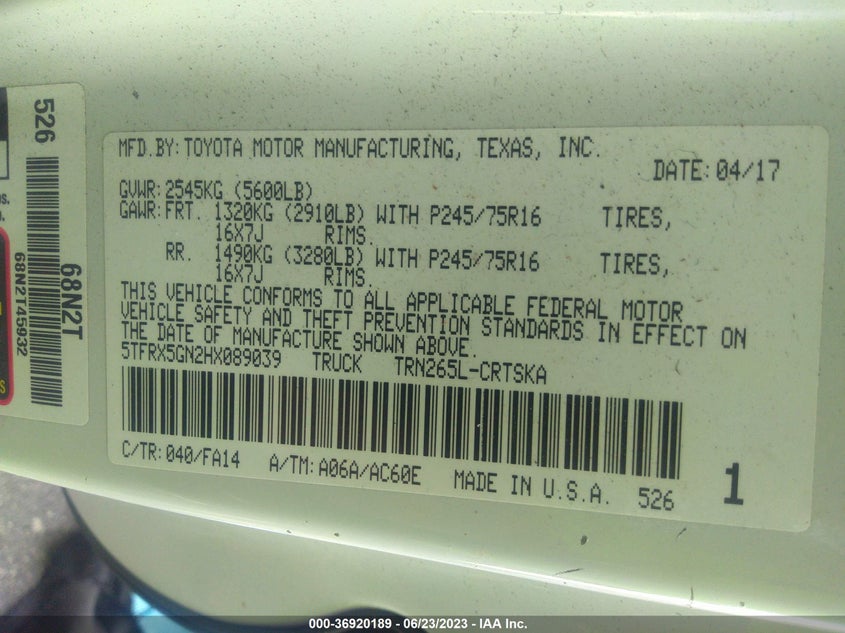 526
68N2T
68N2T45932
MFD.BY:TOYOTA MOTOR MANUFACTURING, TEXAS, INC.
DATE:04/17
GVWR:2545KG (5600LB)
GAWR:FRT. 1320KG (2910LB) WITH P245/75R16 TIRES,
16X7J RIMS.
RR. 1490KG (3280LB) WITH P245/75R16 TIRES,
16X7J RIMS.
THIS VEHICLE CONFORMS TO ALL APPLICABLE FEDERAL MOTOR
VEHICLE SAFETY AND THEFT PREVENTION STANDARDS IN EFFECT ON
THE DATE OF MANUFACTURE SHOWN ABOVE.
5TFRX5GN2HX089039 TRUCK TRN265L-CRTSKA
C/TR:040/FA14 A/TM:A06A/AC60E MADE IN U.S.A. 526 1
000-36920189 - 06/23/2023 - IAA Inc.